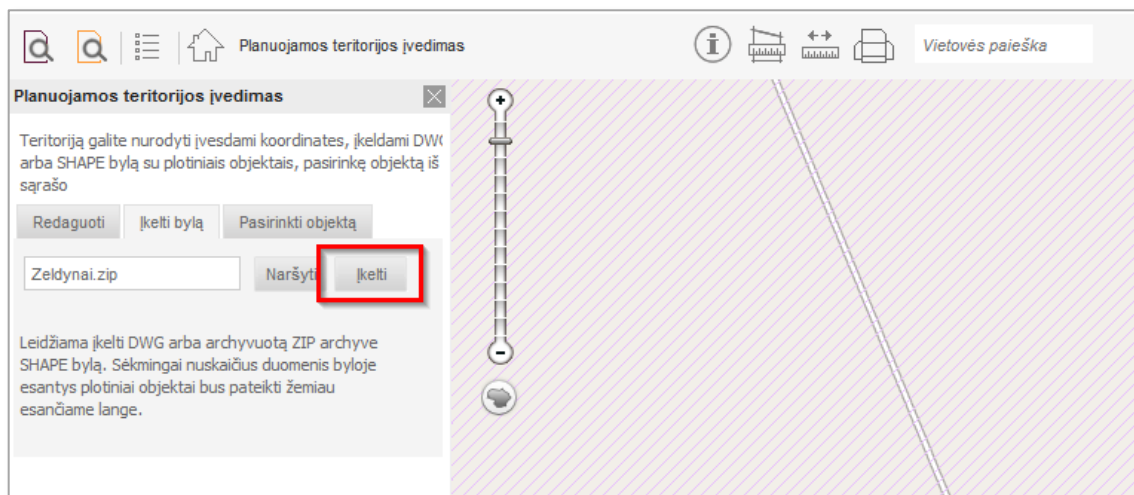 Planuojamos teritorijos įvedimas
Vietovės paieška
Planuojamos teritorijos įvedimas
Teritoriją galite nurodyti įvesdami koordinates, įkeldami DWG
arba SHAPE bylą su plotiniais objektais, pasirinkę objektą iš
sąrašo
Redaguoti
Įkelti bylą
Pasirinkti objektą
Zeldynai.zip
Naršyti
Įkelti
Leidžiama įkelti DWG arba archyvuotą ZIP archyve
SHAPE bylą. Sėkmingai nuskaičius duomenis byloje
esantys plotiniai objektai bus pateikti žemiau
esančiame lange.